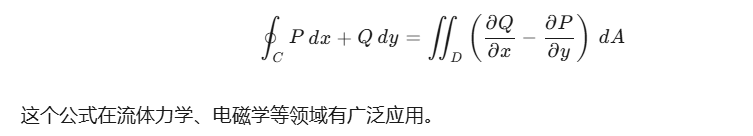 ∮_C P dx + Q dy = ∬_D (∂Q/∂x − ∂P/∂y) dA
这个公式在流体力学、电磁学等领域有广泛应用。